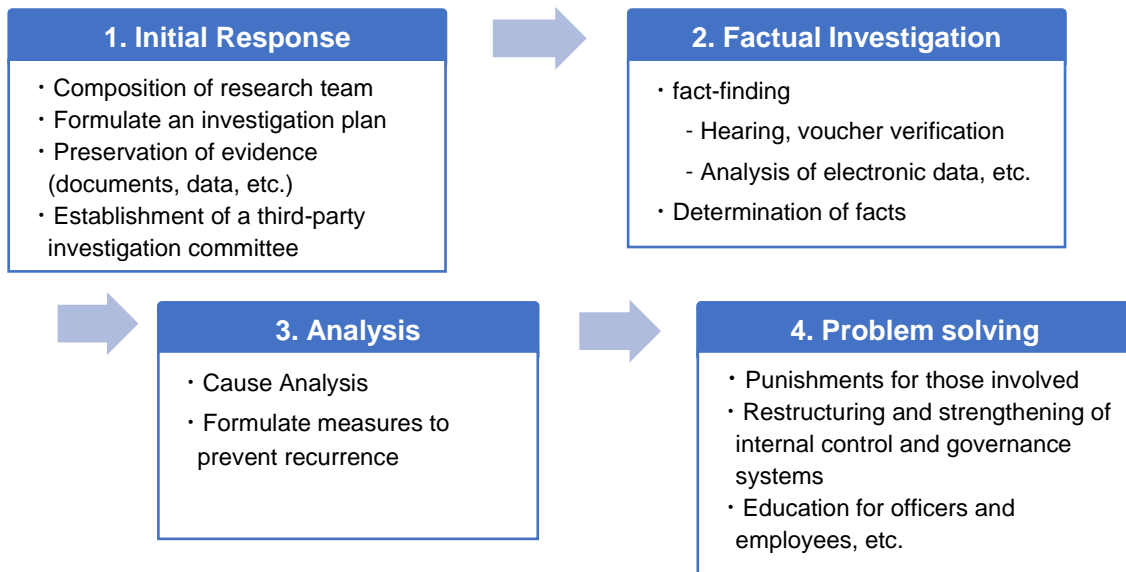 1. Initial Response
・Composition of research team
・Formulate an investigation plan
・Preservation of evidence
(documents, data, etc.)
・Establishment of a third-party
investigation committee
2. Factual Investigation
・fact-finding
- Hearing, voucher verification
- Analysis of electronic data, etc.
・Determination of facts
3. Analysis
・Cause Analysis
・Formulate measures to
prevent recurrence
4. Problem solving
・Punishments for those involved
・Restructuring and strengthening of
internal control and governance
systems
・Education for officers and
employees, etc.